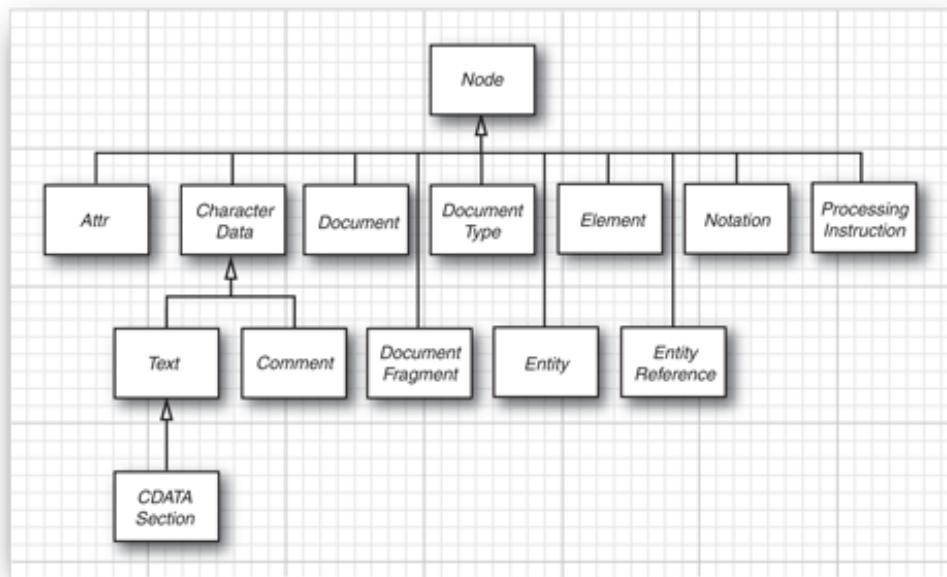 Node
Attr
Character
Data
Document
Document
Type
Element
Notation
Processing
Instruction
Text
Comment
Document
Fragment
Entity
Entity
Reference
CDATA
Section